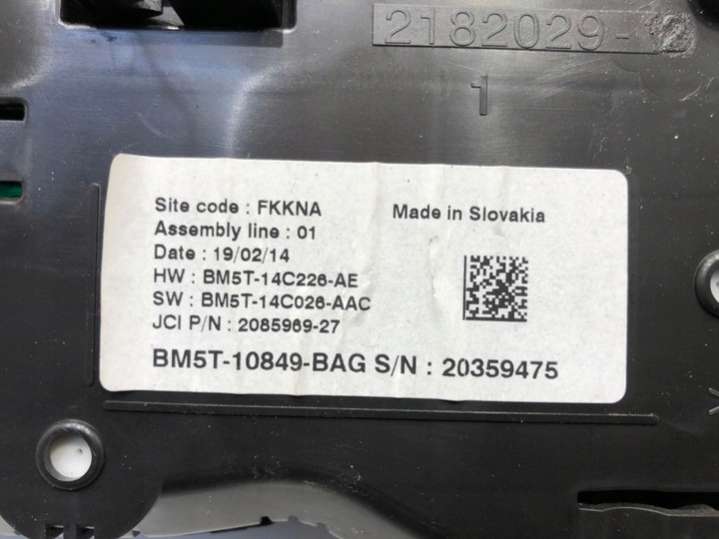 2182029-
1
Site code : FKKNA
Made in Slovakia
Assembly line : 01
Date : 19/02/14
HW : BM5T-14C226-AE
SW : BM5T-14C026-AAC
JCI P/N : 2085969-27
BM5T-10849-BAG S/N : 20359475